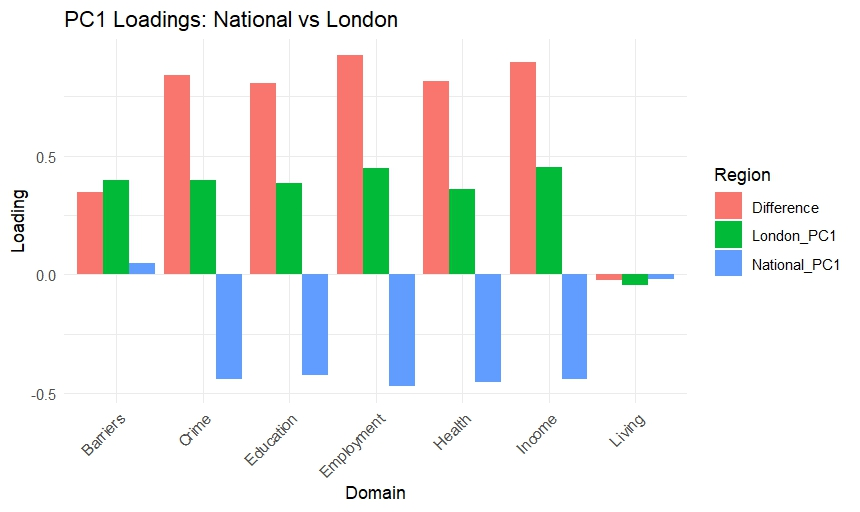 PC1 Loadings: National vs London
Loading
0.5
0.0
-0.5
Barriers
Crime
Education
Employment
Health
Income
Living
Domain
Region
Difference
London_PC1
National_PC1